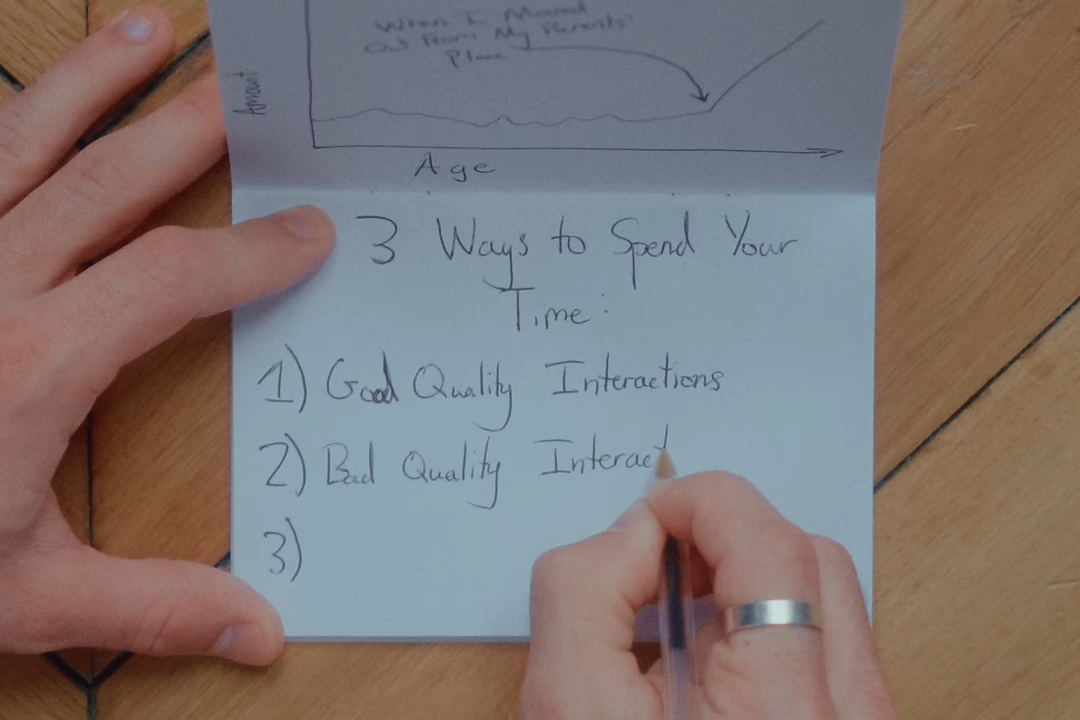 When I Moved
Out From My Parents'
Place
Amount
Age
3 Ways to Spend Your
Time:
1) Good Quality Interactions
2) Bad Quality Interact
3)